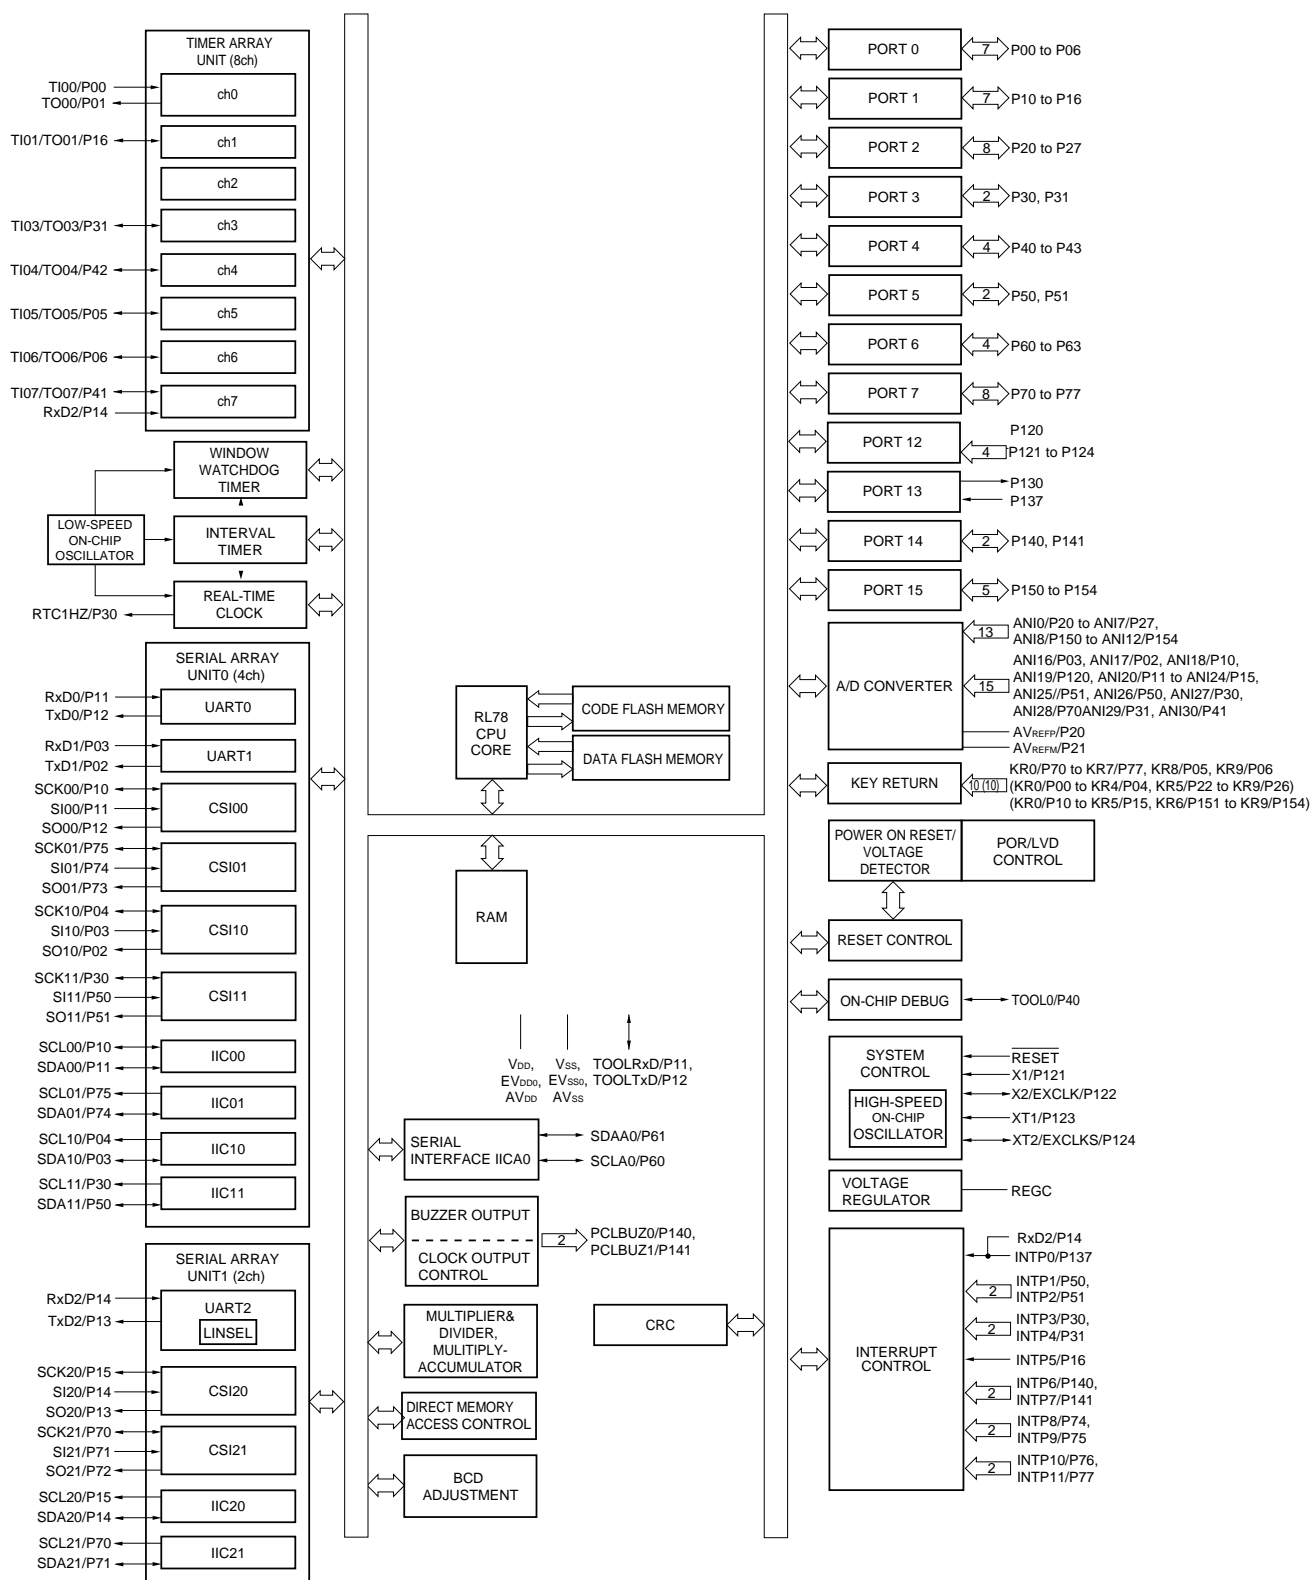 TIMER ARRAY
UNIT (8ch)
TI00/P00
TO00/P01
ch0
TI01/TO01/P16
ch1
ch2
TI03/TO03/P31
ch3
TI04/TO04/P42
ch4
TI05/TO05/P05
ch5
TI06/TO06/P06
ch6
TI07/TO07/P41
RxD2/P14
ch7
WINDOW
WATCHDOG
TIMER
LOW-SPEED
ON-CHIP
OSCILLATOR
INTERVAL
TIMER
REAL-TIME
CLOCK
RTC1HZ/P30
SERIAL ARRAY
UNIT0 (4ch)
RxD0/P11
TxD0/P12
UART0
RxD1/P03
TxD1/P02
UART1
SCK00/P10
SI00/P11
SO00/P12
CSI00
SCK01/P75
SI01/P74
SO01/P73
CSI01
SCK10/P04
SI10/P03
SO10/P02
CSI10
SCK11/P30
SI11/P50
SO11/P51
CSI11
SCL00/P10
SDA00/P11
IIC00
SCL01/P75
SDA01/P74
IIC01
SCL10/P04
SDA10/P03
IIC10
SCL11/P30
SDA11/P50
IIC11
SERIAL ARRAY
UNIT1 (2ch)
RxD2/P14
TxD2/P13
UART2
LINSEL
SCK20/P15
SI20/P14
SO20/P13
CSI20
SCK21/P70
SI21/P71
SO21/P72
CSI21
SCL20/P15
SDA20/P14
IIC20
SCL21/P70
SDA21/P71
IIC21
RL78
CPU
CORE
CODE FLASH MEMORY
DATA FLASH MEMORY
RAM
VDD,
EVDD0,
AVDD
VSS,
EVSS0,
AVSS
TOOLRxD/P11,
TOOLTxD/P12
SERIAL
INTERFACE IICA0
SDAA0/P61
SCLA0/P60
BUZZER OUTPUT
CLOCK OUTPUT
CONTROL
2
PCLBUZ0/P140,
PCLBUZ1/P141
MULTIPLIER&
DIVIDER,
MULITIPLY-
ACCUMULATOR
CRC
DIRECT MEMORY
ACCESS CONTROL
BCD
ADJUSTMENT
PORT 0
7
P00 to P06
PORT 1
7
P10 to P16
PORT 2
8
P20 to P27
PORT 3
2
P30, P31
PORT 4
4
P40 to P43
PORT 5
2
P50, P51
PORT 6
4
P60 to P63
PORT 7
8
P70 to P77
PORT 12
P120
4
P121 to P124
PORT 13
P130
P137
PORT 14
2
P140, P141
PORT 15
5
P150 to P154
A/D CONVERTER
13
ANI0/P20 to ANI7/P27,
ANI8/P150 to ANI12/P154
15
ANI16/P03, ANI17/P02, ANI18/P10,
ANI19/P120, ANI20/P11 to ANI24/P15,
ANI25//P51, ANI26/P50, ANI27/P30,
ANI28/P70ANI29/P31, ANI30/P41
AVREFP/P20
AVREFM/P21
KEY RETURN
10 (10)
KR0/P70 to KR7/P77, KR8/P05, KR9/P06
(KR0/P00 to KR4/P04, KR5/P22 to KR9/P26)
(KR0/P10 to KR5/P15, KR6/P151 to KR9/P154)
POWER ON RESET/
VOLTAGE
DETECTOR
POR/LVD
CONTROL
RESET CONTROL
ON-CHIP DEBUG
TOOL0/P40
SYSTEM
CONTROL
HIGH-SPEED
ON-CHIP
OSCILLATOR
RESET
X1/P121
X2/EXCLK/P122
XT1/P123
XT2/EXCLKS/P124
VOLTAGE
REGULATOR
REGC
INTERRUPT
CONTROL
RxD2/P14
INTP0/P137
2
INTP1/P50,
INTP2/P51
2
INTP3/P30,
INTP4/P31
INTP5/P16
2
INTP6/P140,
INTP7/P141
2
INTP8/P74,
INTP9/P75
2
INTP10/P76,
INTP11/P77